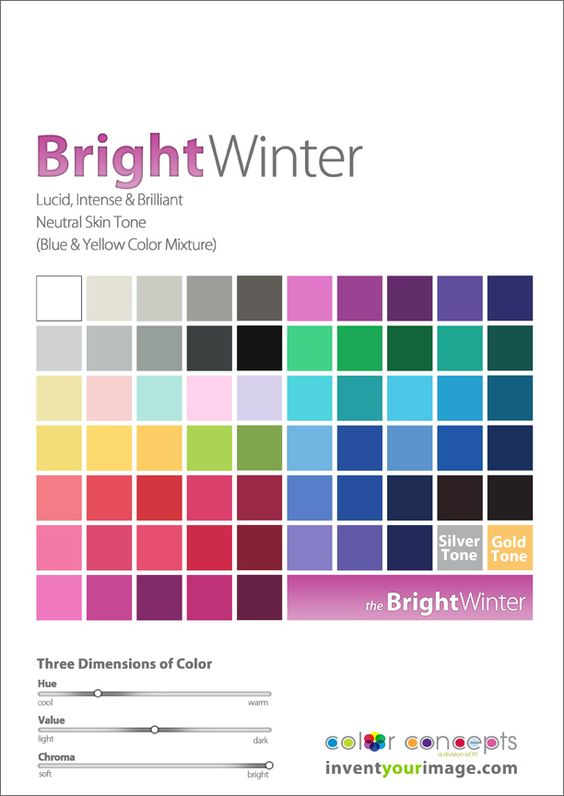 BrightWinter
Lucid, Intense & Brilliant
Neutral Skin Tone
(Blue & Yellow Color Mixture)
Silver Tone
Gold Tone
the BrightWinter
Three Dimensions of Color
Hue
cool warm
Value
light dark
Chroma
soft bright
color concepts
a division of IYI
inventyourimage.com